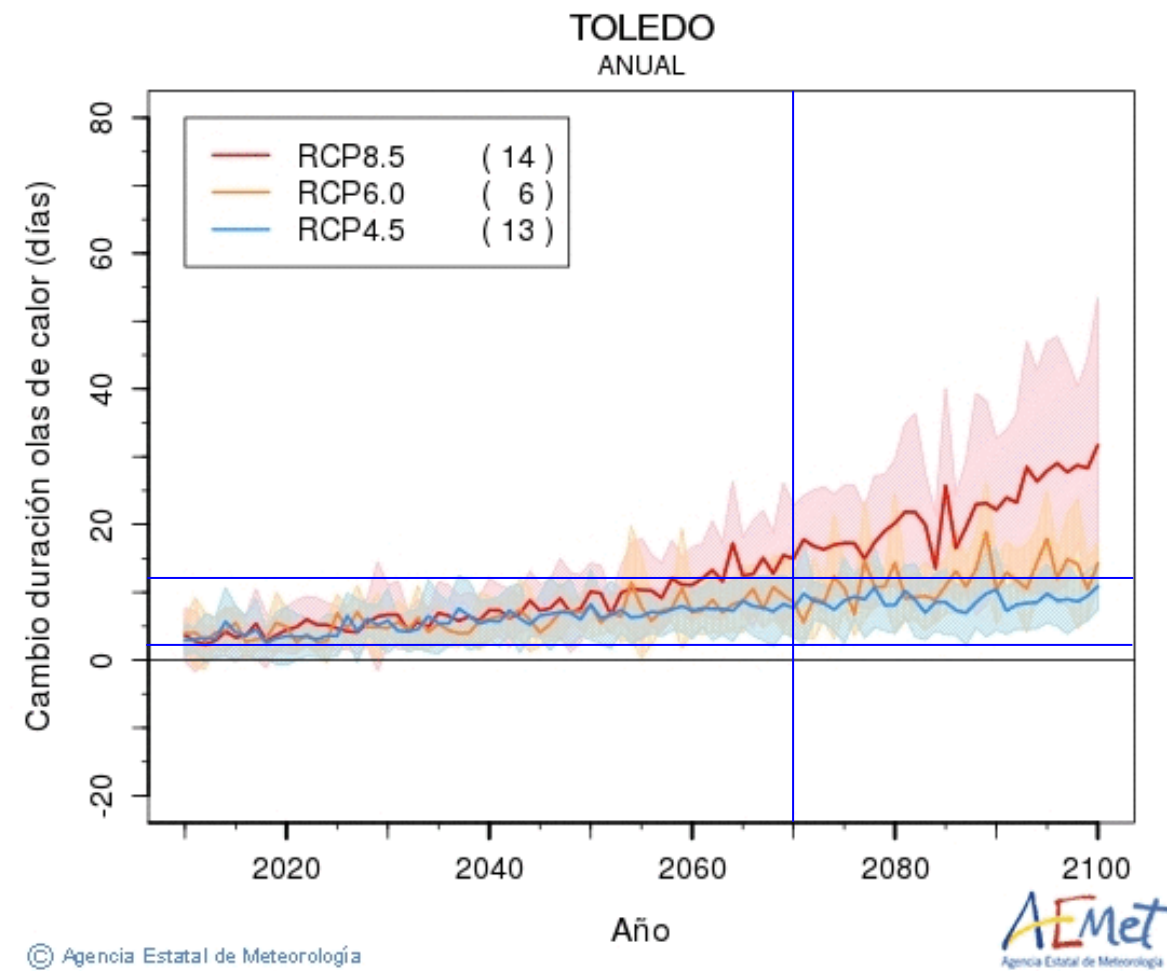 TOLEDO
ANUAL
Cambio duración olas de calor (días)
80
60
40
20
0
-20
RCP8.5 ( 14 )
RCP6.0 ( 6 )
RCP4.5 ( 13 )
2020 2040 2060 2080 2100
Año
© Agencia Estatal de Meteorología
AEMet
Agencia Estatal de Meteorología